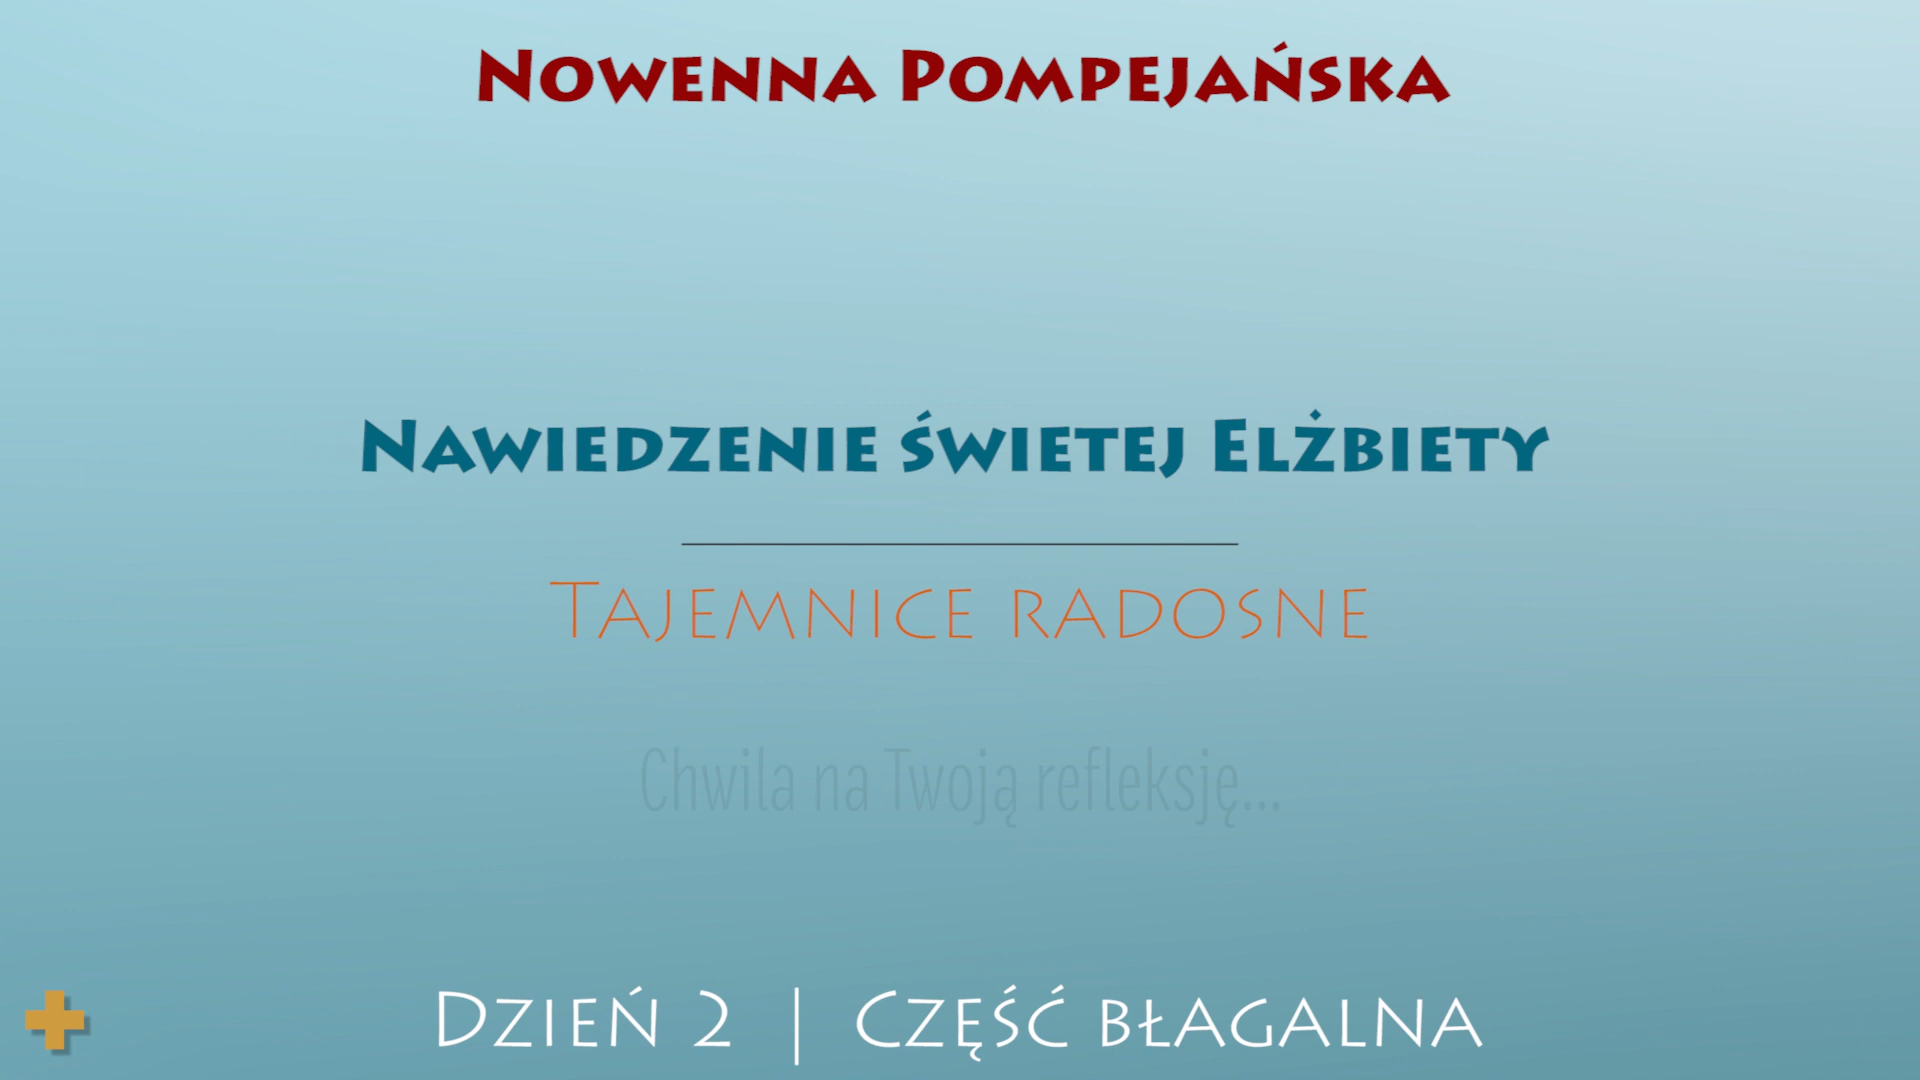 Nowenna Pompejańska
Nawiedzenie świetej Elżbiety
Tajemnice radosne
Chwila na Twoją refleksję...
Dzień 2 | Część błagalna